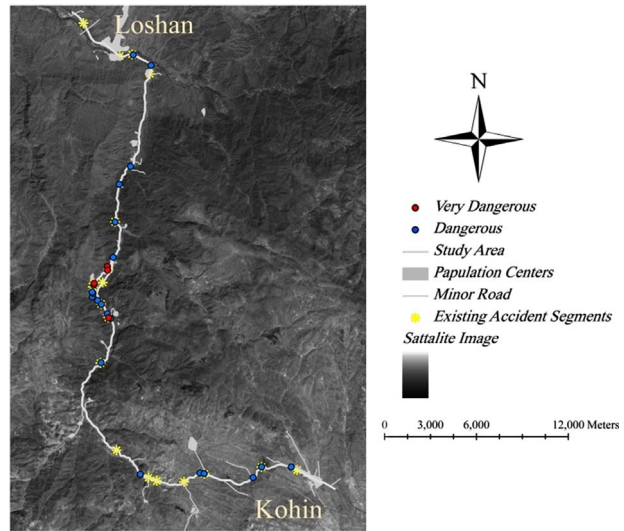 Loshan
Kohin
N
Very Dangerous
Dangerous
Study Area
Papulation Centers
Minor Road
Existing Accident Segments
Sattalite Image
0 3,000 6,000 12,000 Meters